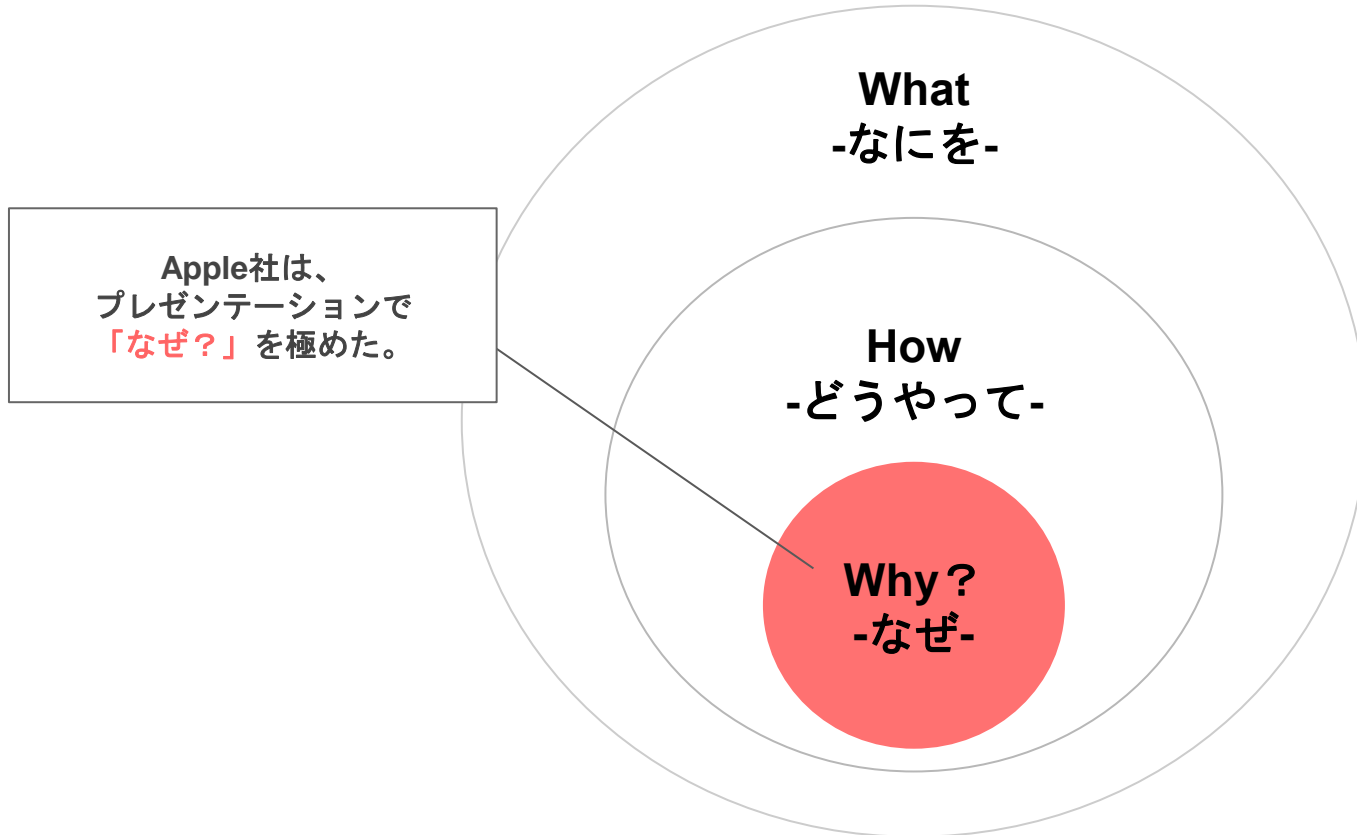 What
-なにを-
Apple社は、
プレゼンテーションで
「なぜ？」を極めた。
How
-どうやって-
Why？
-なぜ-